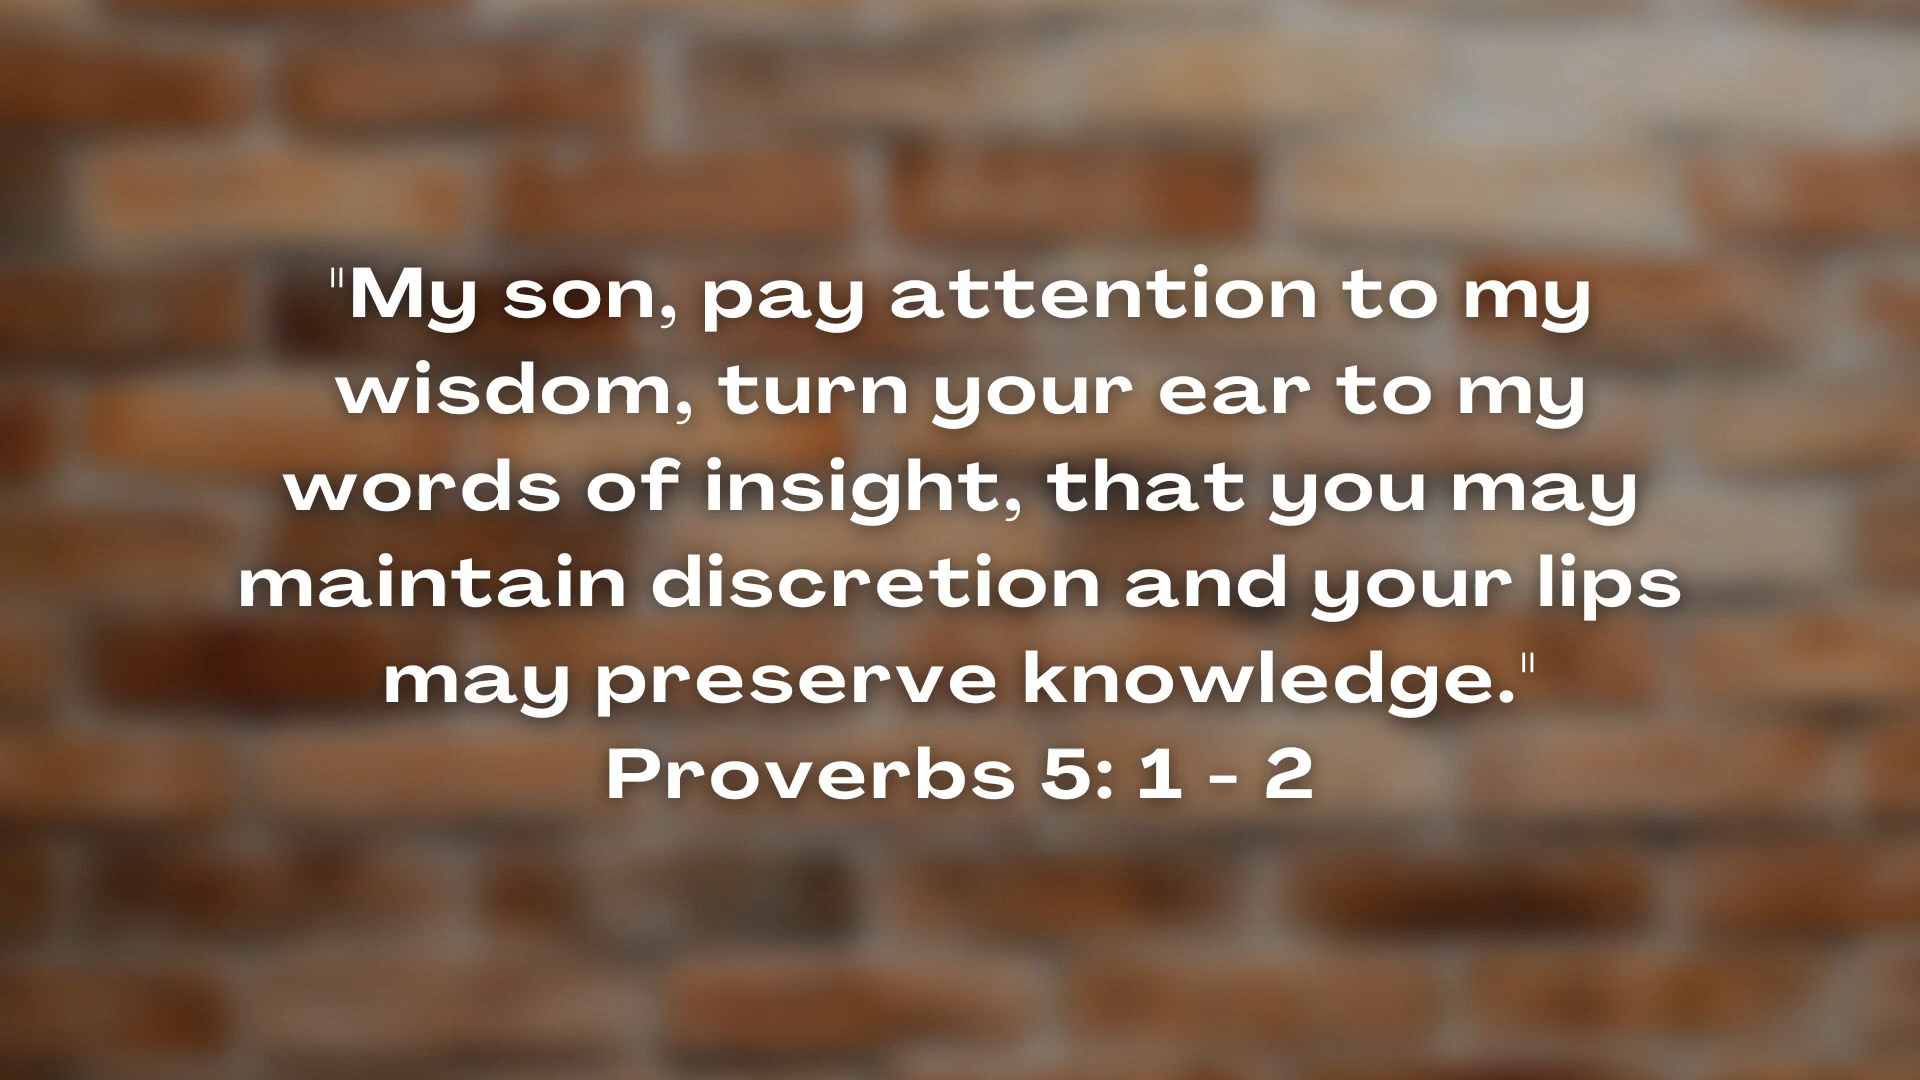 "My son, pay attention to my
wisdom, turn your ear to my
words of insight, that you may
maintain discretion and your lips
may preserve knowledge."
Proverbs 5: 1 - 2